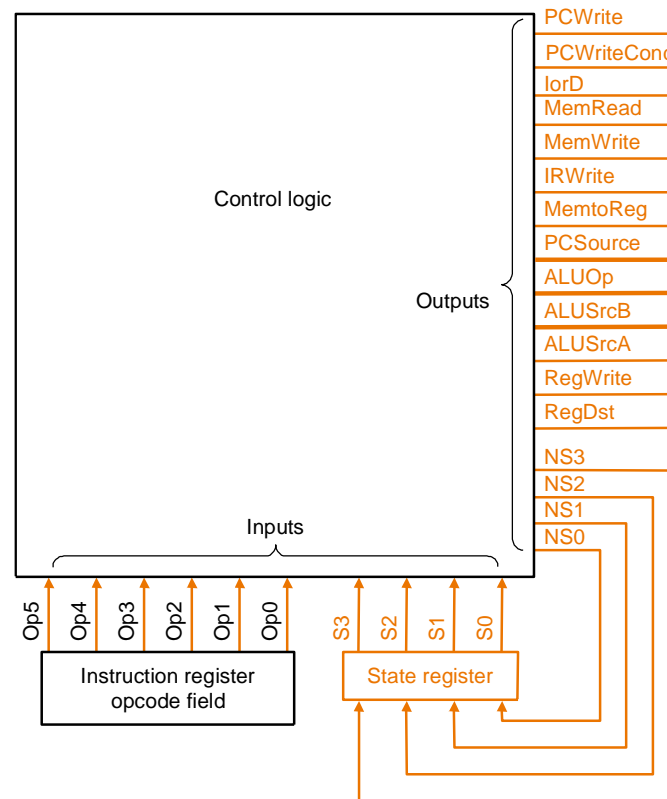 PCWrite
PCWriteCond
IorD
MemRead
MemWrite
IRWrite
MemtoReg
PCSource
ALUOp
ALUSrcB
ALUSrcA
RegWrite
RegDst
NS3
NS2
NS1
NS0
Control logic
Outputs
Inputs
Op5
Op4
Op3
Op2
Op1
Op0
S3
S2
S1
S0
Instruction register
opcode field
State register